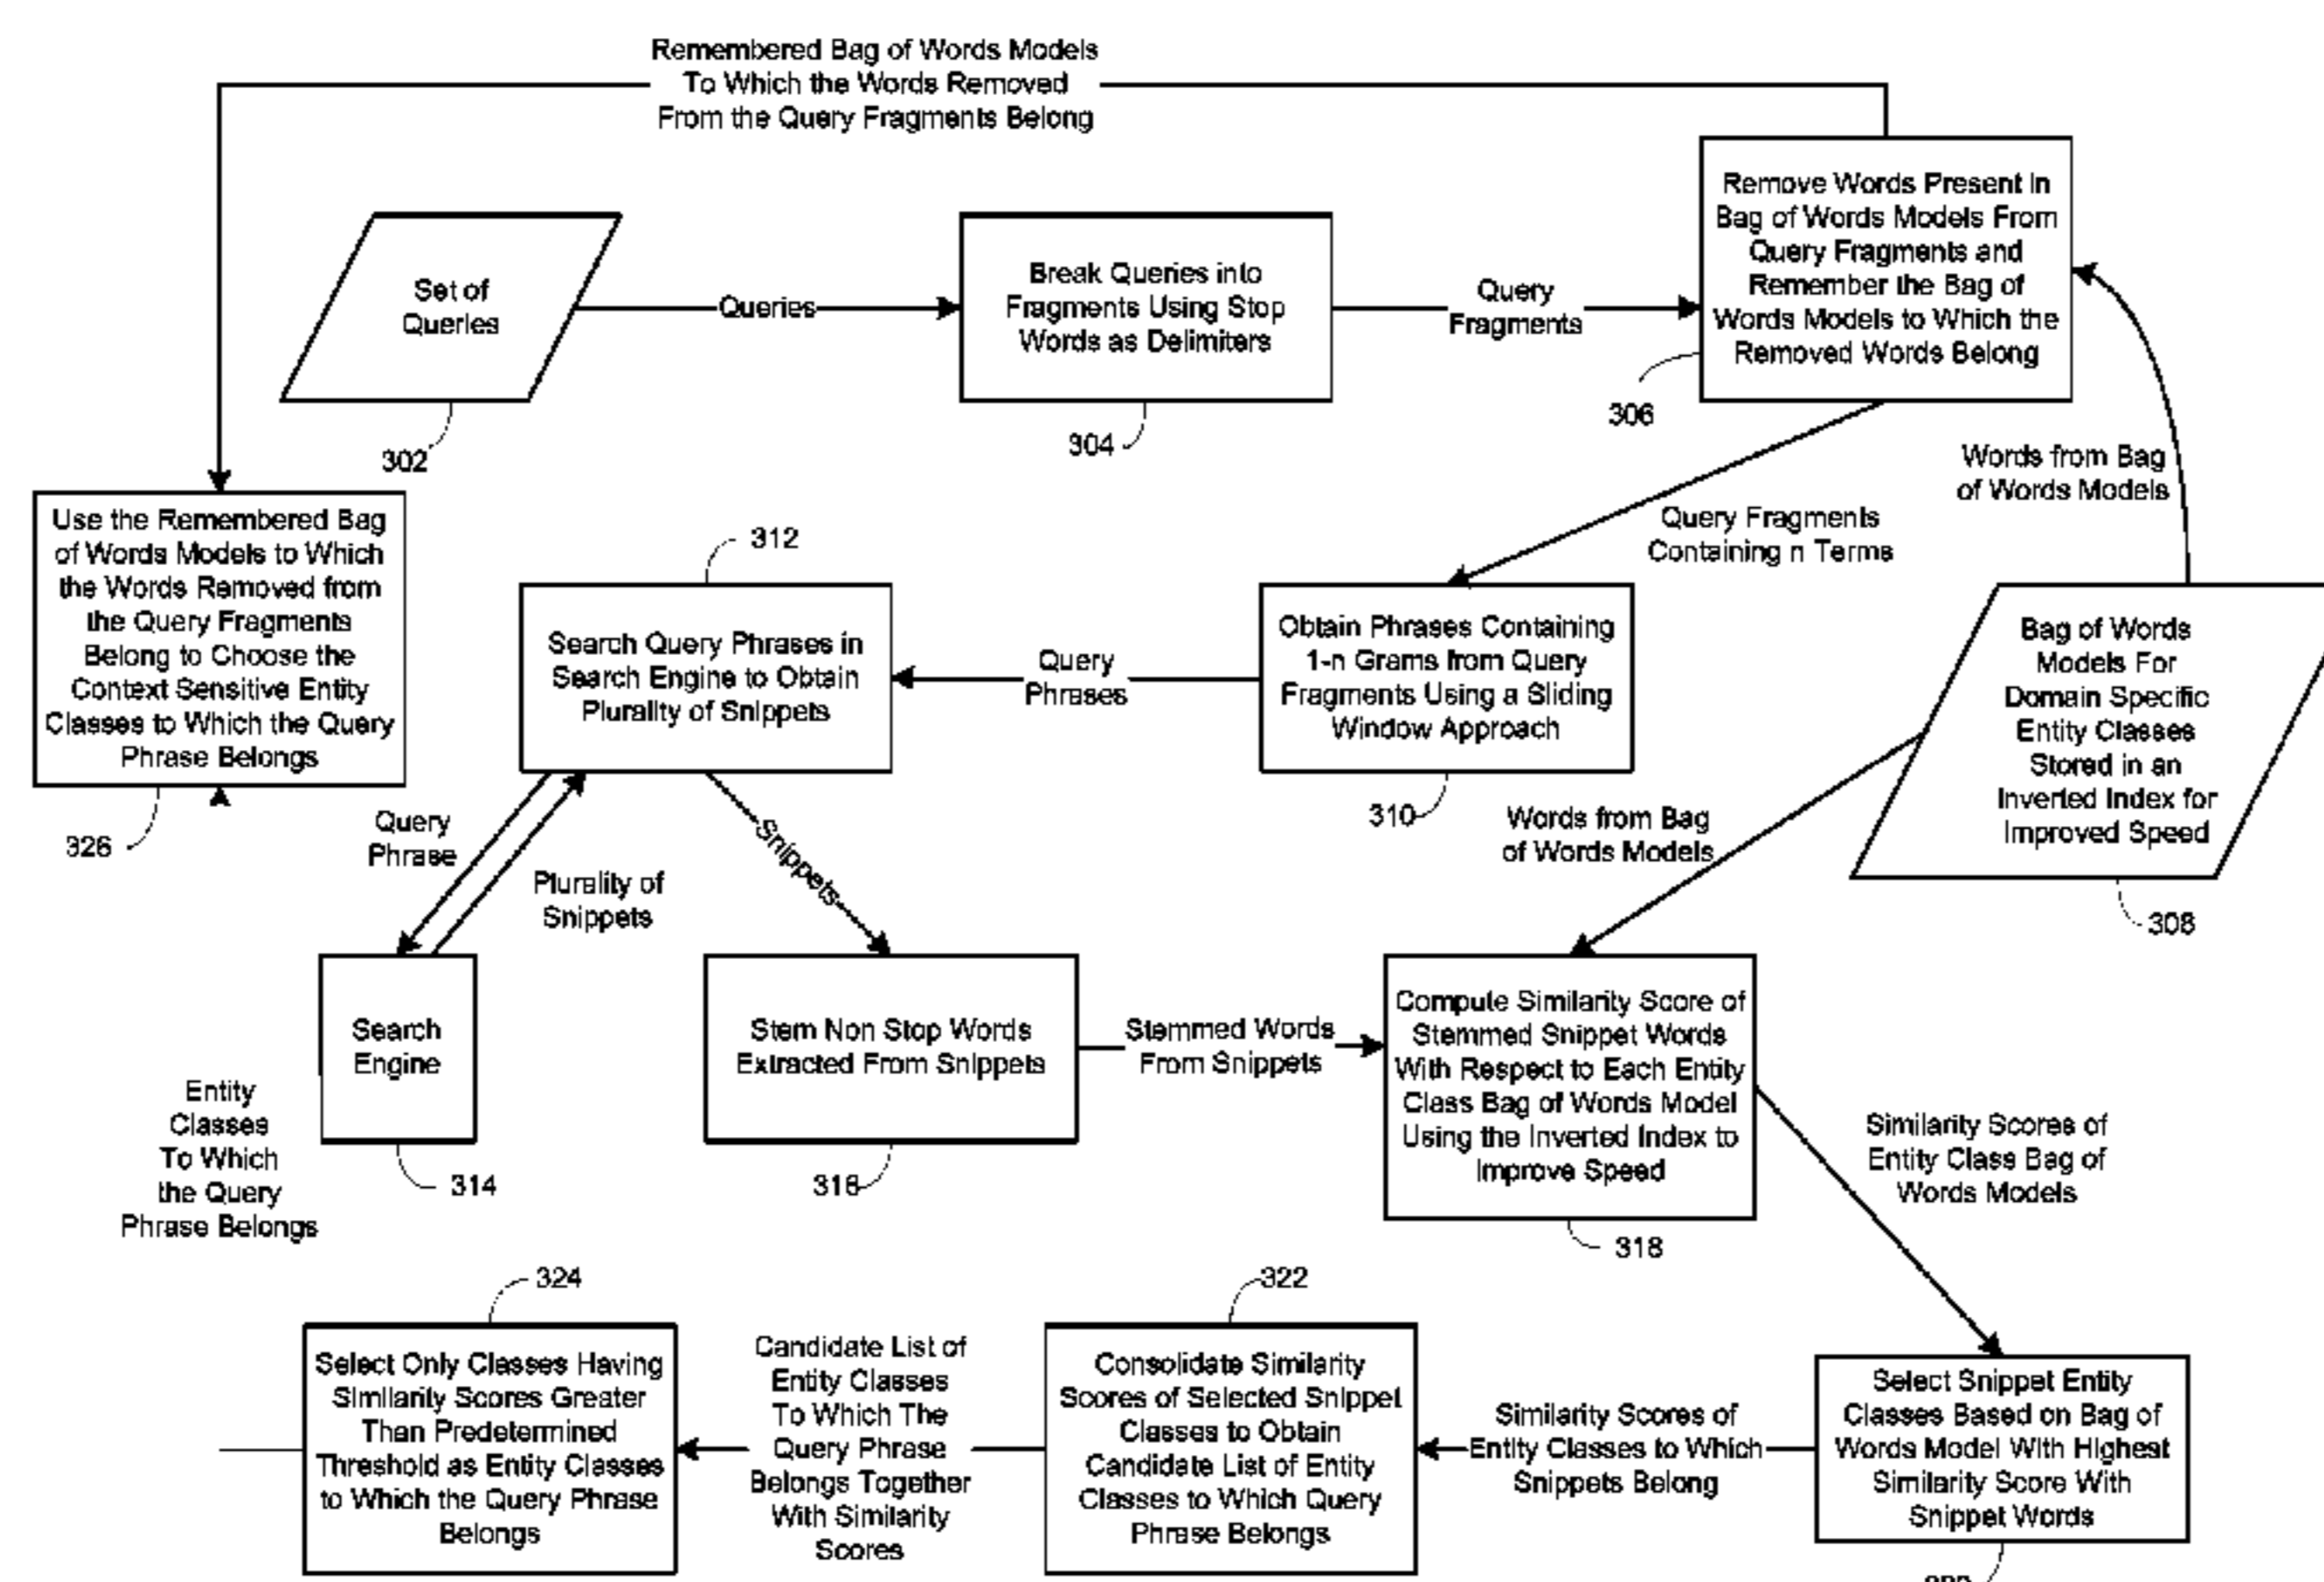 Remembered Bag of Words Models
To Which the Words Removed
From the Query Fragments Belong
Set of
Queries
302
Queries
Break Queries into
Fragments Using Stop
Words as Delimiters
304
Query
Fragments
Remove Words Present In
Bag of Words Models From
Query Fragments and
Remember the Bag of
Words Models to Which the
Removed Words Belong
306
Words from Bag
of Words Models
Query Fragments
Containing n Terms
Use the Remembered Bag
of Words Models to Which
the Words Removed from
the Query Fragments
Belong to Choose the
Context Sensitive Entity
Classes to Which the Query
Phrase Belongs
326
312
Search Query Phrases in
Search Engine to Obtain
Plurality of Snippets
Query
Phrases
Obtain Phrases Containing
1-n Grams from Query
Fragments Using a Sliding
Window Approach
310
Bag of Words
Models For
Domain Specific
Entity Classes
Stored in an
Inverted Index for
Improved Speed
308
Query
Phrase
Plurality of
Snippets
Snippets
Words from Bag
of Words Models
Search
Engine
314
Stem Non Stop Words
Extracted From Snippets
316
Stemmed Words
From Snippets
Compute Similarity Score of
Stemmed Snippet Words
With Respect to Each Entity
Class Bag of Words Model
Using the Inverted Index to
Improve Speed
318
Similarity Scores of
Entity Class Bag of
Words Models
Entity
Classes
To Which
the Query
Phrase Belongs
324
Select Only Classes Having
Similarity Scores Greater
Than Predetermined
Threshold as Entity Classes
to Which the Query Phrase
Belongs
Candidate List of
Entity Classes
To Which The
Query Phrase
Belongs Together
With Similarity
Scores
322
Consolidate Similarity
Scores of Selected Snippet
Classes to Obtain
Candidate List of Entity
Classes to Which Query
Phrase Belongs
Similarity Scores of
Entity Classes to Which
Snippets Belong
Select Snippet Entity
Classes Based on Bag of
Words Model With Highest
Similarity Score With
Snippet Words